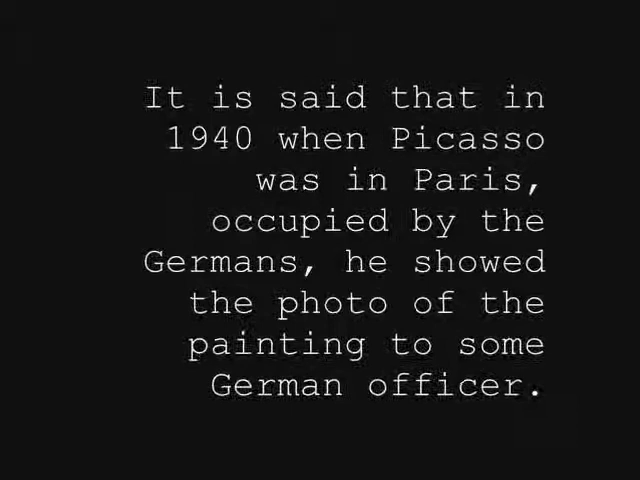 It is said that in
1940 when Picasso
was in Paris,
occupied by the
Germans, he showed
the photo of the
painting to some
German officer.